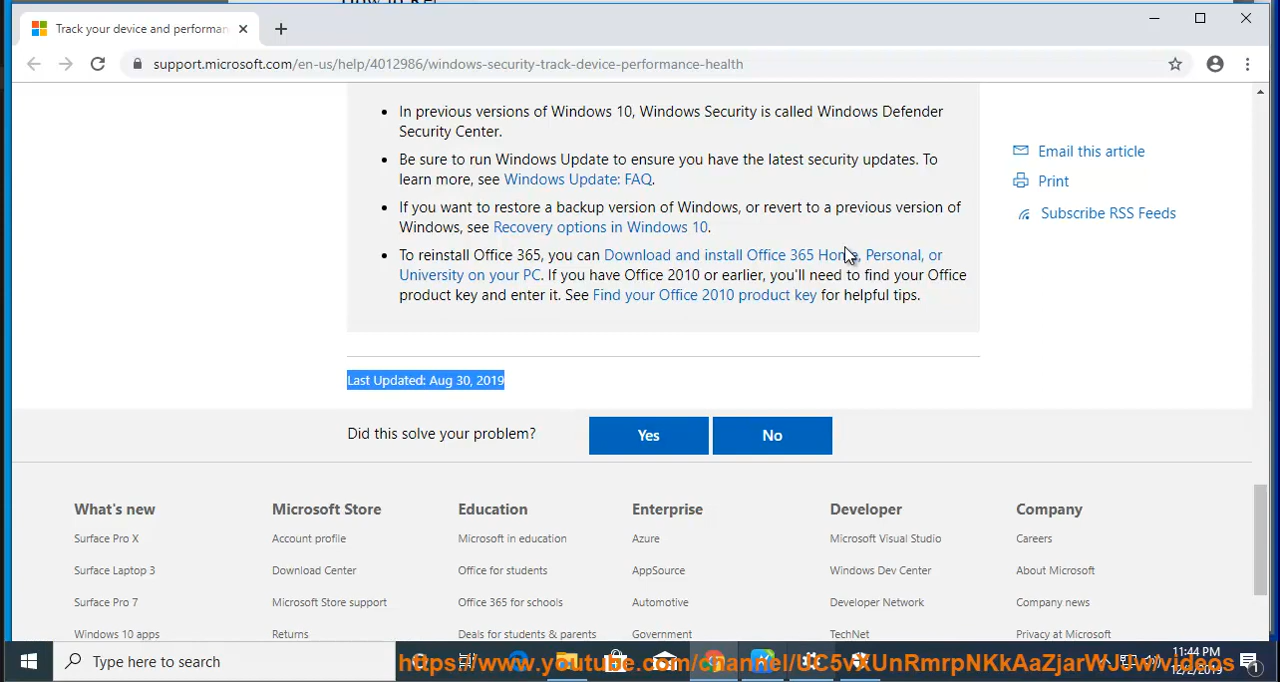 Track your device and performan
support.microsoft.com/en-us/help/4012986/windows-security-track-device-performance-health
In previous versions of Windows 10, Windows Security is called Windows Defender
Security Center.
Be sure to run Windows Update to ensure you have the latest security updates. To
learn more, see Windows Update: FAQ.
If you want to restore a backup version of Windows, or revert to a previous version of
Windows, see Recovery options in Windows 10.
To reinstall Office 365, you can Download and install Office 365 Home, Personal, or
University on your PC. If you have Office 2010 or earlier, you'll need to find your Office
product key and enter it. See Find your Office 2010 product key for helpful tips.
Email this article
Print
Subscribe RSS Feeds
Last Updated: Aug 30, 2019
Did this solve your problem?
Yes
No
What's new
Surface Pro X
Surface Laptop 3
Surface Pro 7
Windows 10 apps
Microsoft Store
Account profile
Download Center
Microsoft Store support
Returns
Education
Microsoft in education
Office for students
Office 365 for schools
Deals for students & parents
Enterprise
Azure
AppSource
Automotive
Government
Developer
Microsoft Visual Studio
Windows Dev Center
Developer Network
TechNet
Company
Careers
About Microsoft
Company news
Privacy at Microsoft
Type here to search
11:44 PM
12/2/2019
1